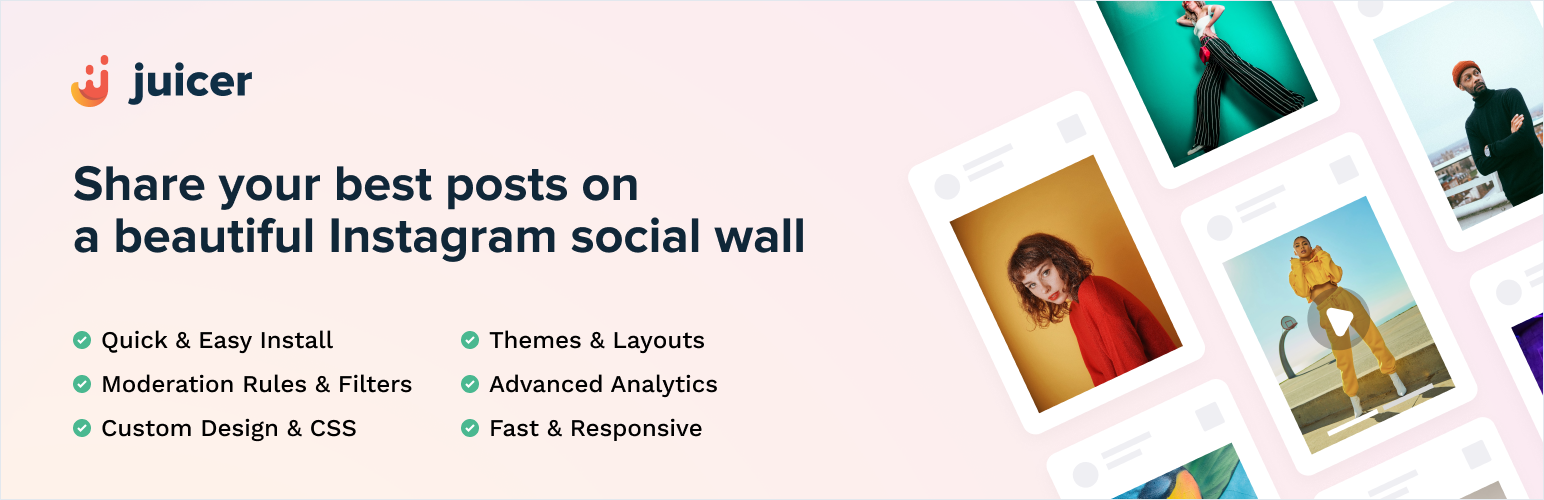 juicer
Share your best posts on
a beautiful Instagram social wall
Quick & Easy Install
Moderation Rules & Filters
Custom Design & CSS
Themes & Layouts
Advanced Analytics
Fast & Responsive